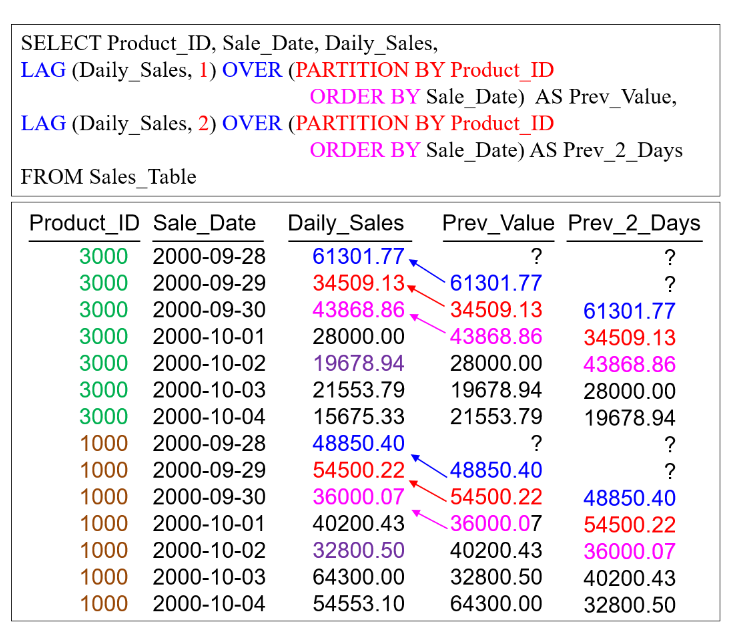 SELECT Product_ID, Sale_Date, Daily_Sales,
LAG (Daily_Sales, 1) OVER (PARTITION BY Product_ID
ORDER BY Sale_Date) AS Prev_Value,
LAG (Daily_Sales, 2) OVER (PARTITION BY Product_ID
ORDER BY Sale_Date) AS Prev_2_Days
FROM Sales_Table
Product_ID Sale_Date Daily_Sales Prev_Value Prev_2_Days
3000 2000-09-28 61301.77 ? ?
3000 2000-09-29 34509.13 61301.77 ?
3000 2000-09-30 43868.86 34509.13 61301.77
3000 2000-10-01 28000.00 43868.86 34509.13
3000 2000-10-02 19678.94 28000.00 43868.86
3000 2000-10-03 21553.79 19678.94 28000.00
3000 2000-10-04 15675.33 21553.79 19678.94
1000 2000-09-28 48850.40 ? ?
1000 2000-09-29 54500.22 48850.40 ?
1000 2000-09-30 36000.07 54500.22 48850.40
1000 2000-10-01 40200.43 36000.07 54500.22
1000 2000-10-02 32800.50 40200.43 36000.07
1000 2000-10-03 64300.00 32800.50 40200.43
1000 2000-10-04 54553.10 64300.00 32800.50